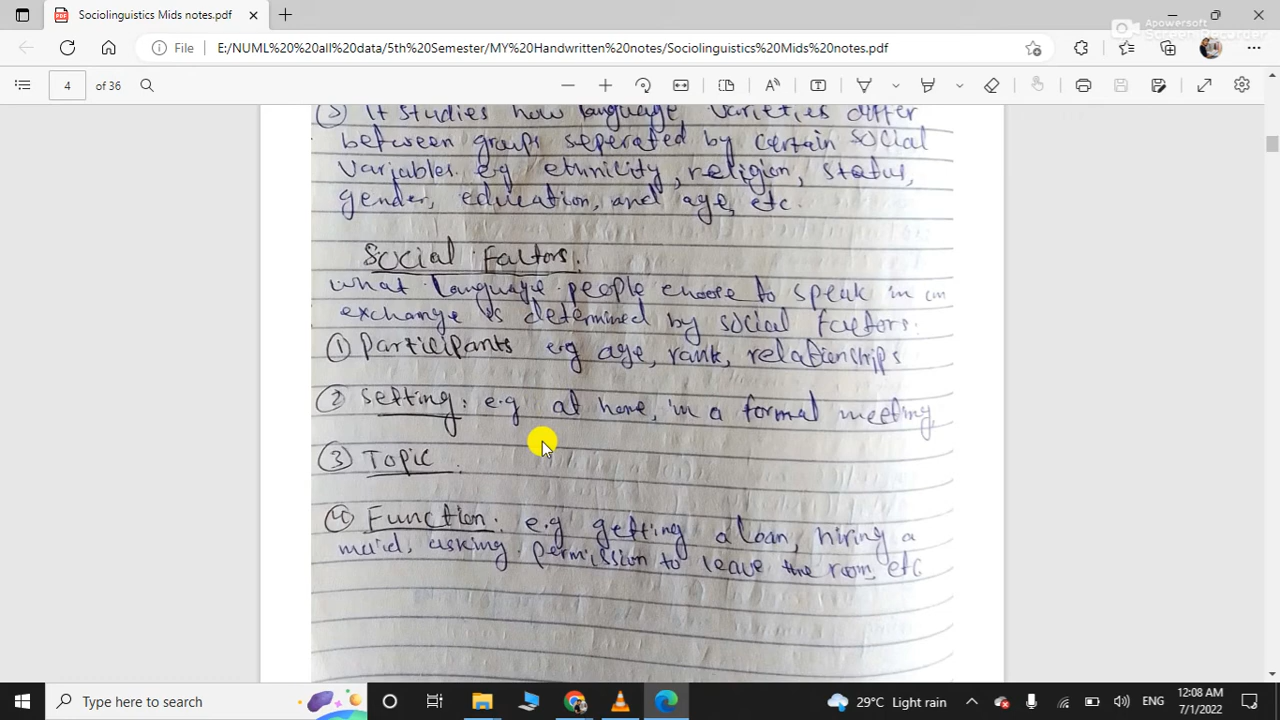 Sociolinguistics Mids notes.pdf
Apowersoft
Screen Recorder
File E:/NUML%20%20all%20data/5th%20Semester/MY%20Handwritten%20notes/Sociolinguistics%20Mids%20notes.pdf
4 of 36
It studies how language varieties differ
between groups seperated by certain social
variables e.g ethnicity, religion, status,
gender, education, and age, etc.
Social Factors:
what language people choose to speak in an
exchange is determined by social factors.
① Participants e.g age, rank, relationships
② Setting: e.g at home, in a formal meeting,
③ Topic.
④ Function: e.g getting a loan, hiring a
maid, asking permission to leave the room etc
Type here to search
29°C Light rain
ENG
12:08 AM
7/1/2022